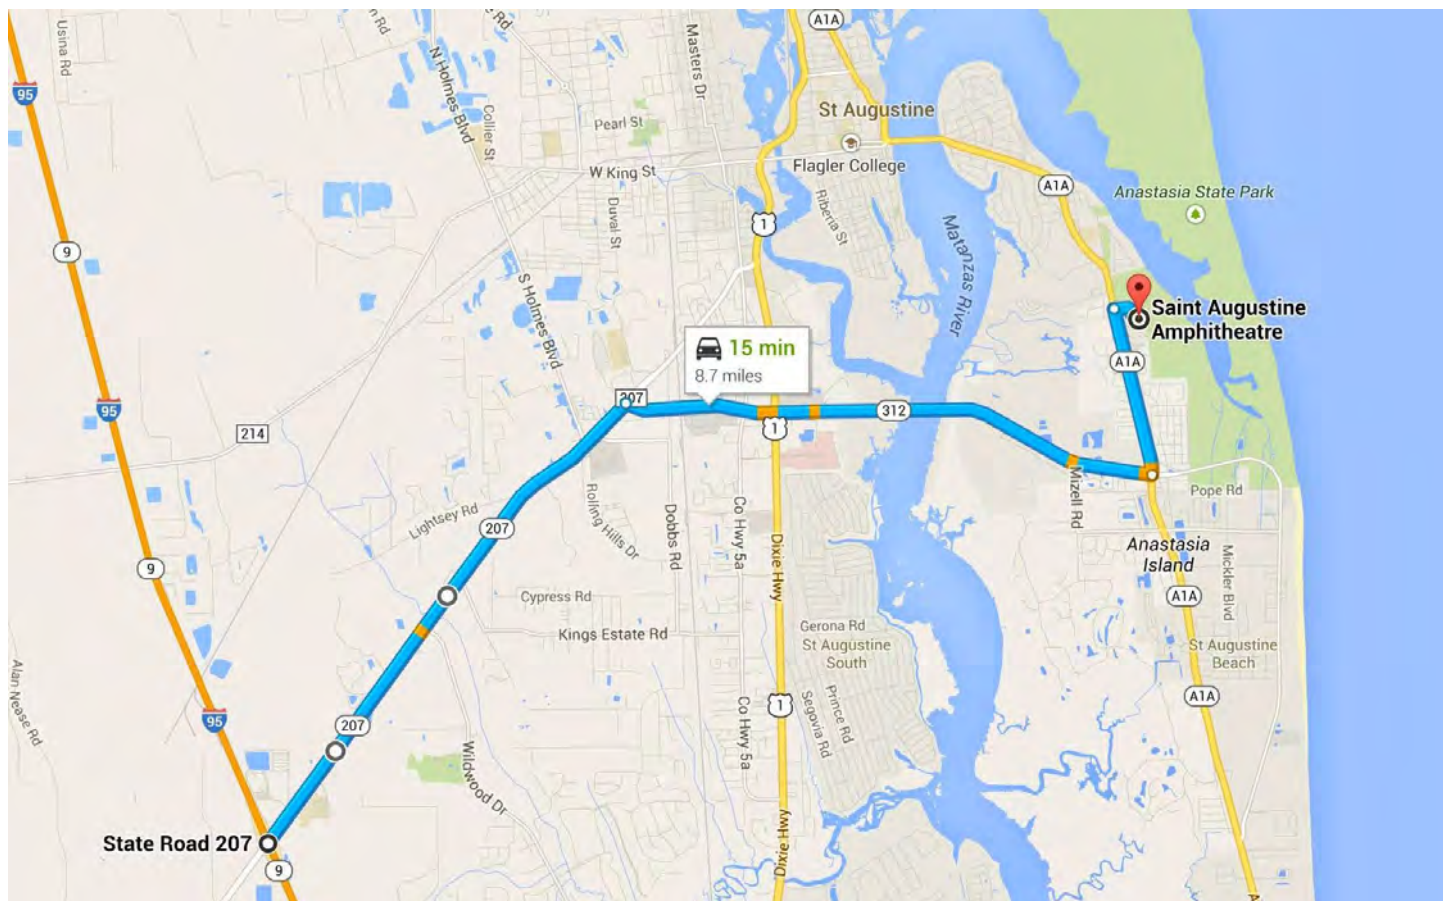 Usina Rd
N Holmes Blvd
Rd
Masters Dr
A1A
95
Collier St
Pearl St
St Augustine
Flagler College
W King St
A1A
Anastasia State Park
Duval St
Riberia St
1
Matanzas River
9
S Holmes Blvd
Saint Augustine
Amphitheatre
15 min
8.7 miles
A1A
95
207
312
214
1
Mizell Rd
Pope Rd
Lightsey Rd
207
Rolling Hills Dr
Dobbs Rd
Co Hwy 5a
Dixie Hwy
Anastasia
Island
Mickler Blvd
9
Cypress Rd
A1A
Kings Estate Rd
Gerona Rd
St Augustine
South
St Augustine
Beach
Alan Nease Rd
95
207
Prince Rd
Segovia Rd
1
A1A
Co Hwy 5a
Wildwood Dr
State Road 207
Dixie Hwy
9